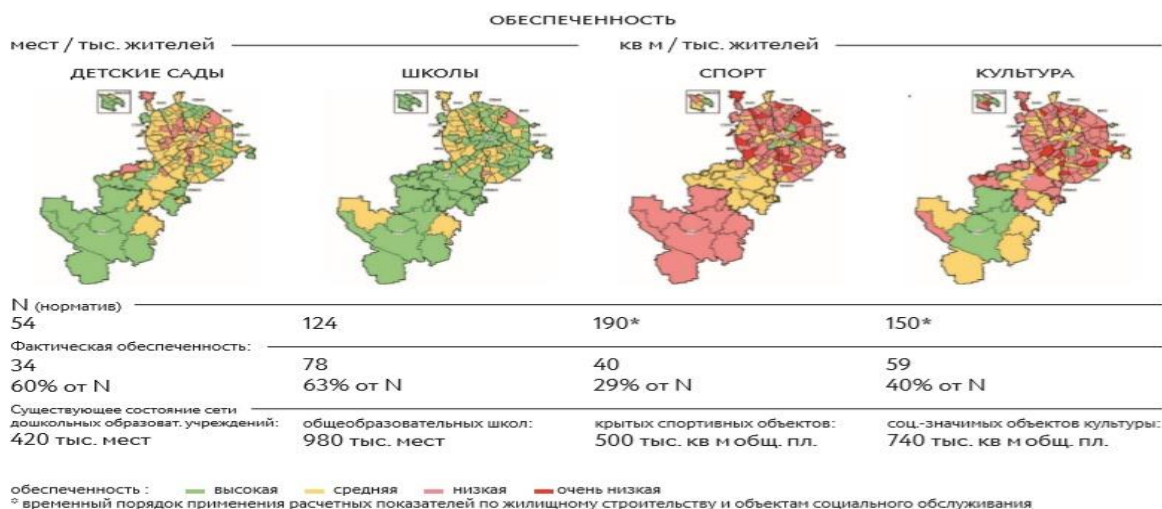 ОБЕСПЕЧЕННОСТЬ
мест / тыс. жителей
кв м / тыс. жителей
ДЕТСКИЕ САДЫ
ШКОЛЫ
СПОРТ
КУЛЬТУРА
N (норматив)
54 124 190* 150*
Фактическая обеспеченность:
34 78 40 59
60% от N 63% от N 29% от N 40% от N
Существующее состояние сети
дошкольных образоват. учреждений: общеобразовательных школ: крытых спортивных объектов: соц.-значимых объектов культуры:
420 тыс. мест 980 тыс. мест 500 тыс. кв м общ. пл. 740 тыс. кв м общ. пл.
обеспеченность : высокая средняя низкая очень низкая
* временный порядок применения расчетных показателей по жилищному строительству и объектам социального обслуживания